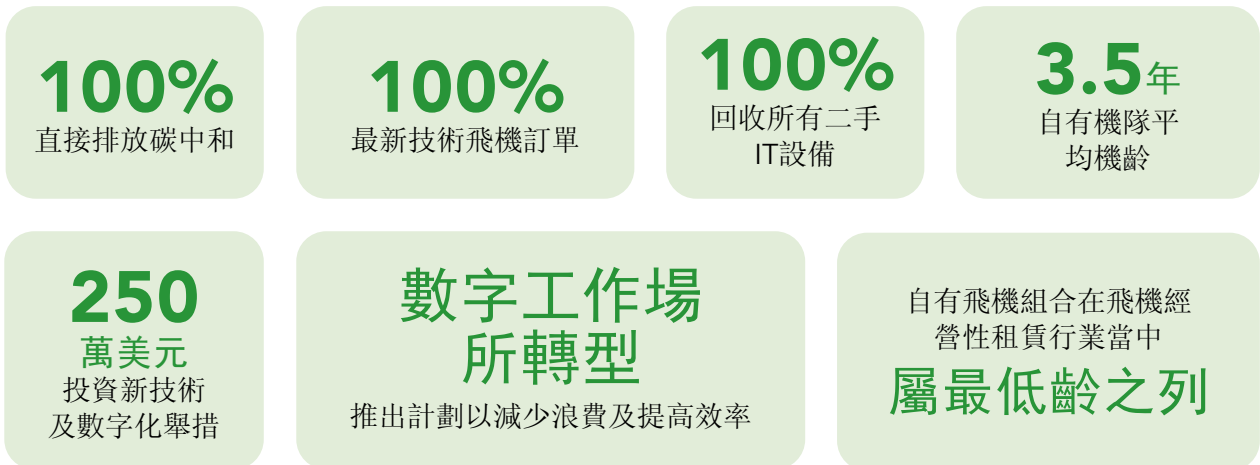 100%
直接排放碳中和
100%
最新技術飛機訂單
100%
回收所有二手
IT設備
3.5年
自有機隊平
均機齡
250
萬美元
投資新技術
及數字化舉措
數字工作場
所轉型
推出計劃以減少浪費及提高效率
自有飛機組合在飛機經
營性租賃行業當中
屬最低齡之列